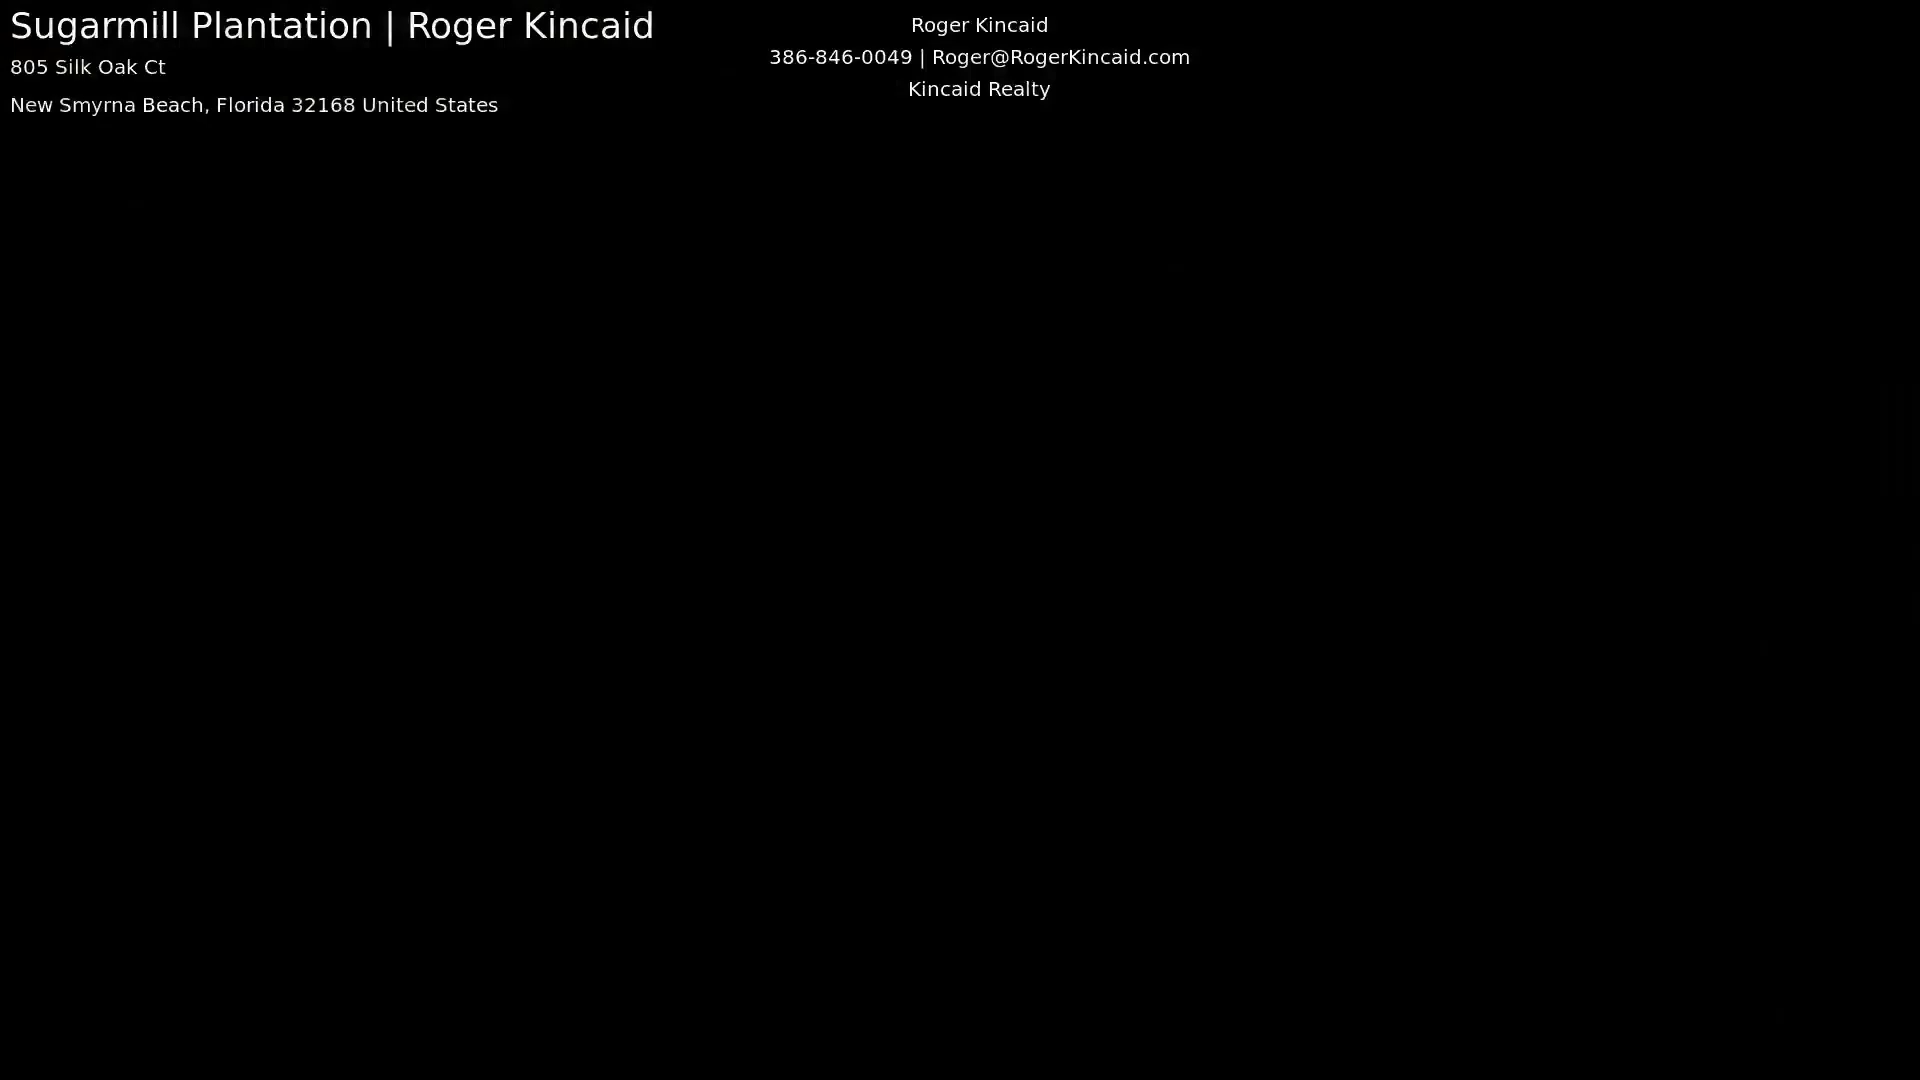 Sugarmill Plantation | Roger Kincaid
805 Silk Oak Ct
New Smyrna Beach, Florida 32168 United States
Roger Kincaid
386-846-0049 | Roger@RogerKincaid.com
Kincaid Realty